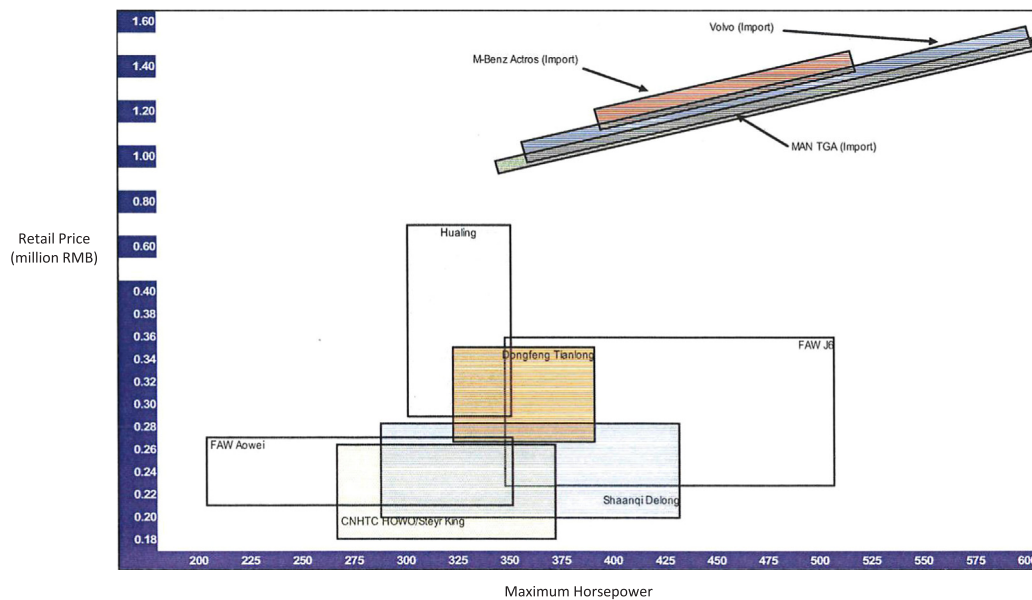 1.60
Volvo (Import)
1.40
M-Benz Actros (Import)
1.20
MAN TGA (Import)
1.00
0.80
Retail Price
(million RMB)
Hualing
0.60
0.40
0.36
FAW J6
0.34
Dongfeng Tianlong
0.32
0.30
0.28
0.26
FAW Aowei
0.24
0.22
Shaanqi Delong
0.20
CNHTC HOWO/Steyr King
0.18
200 225 250 275 300 325 350 375 400 425 450 475 500 525 550 575 600
Maximum Horsepower